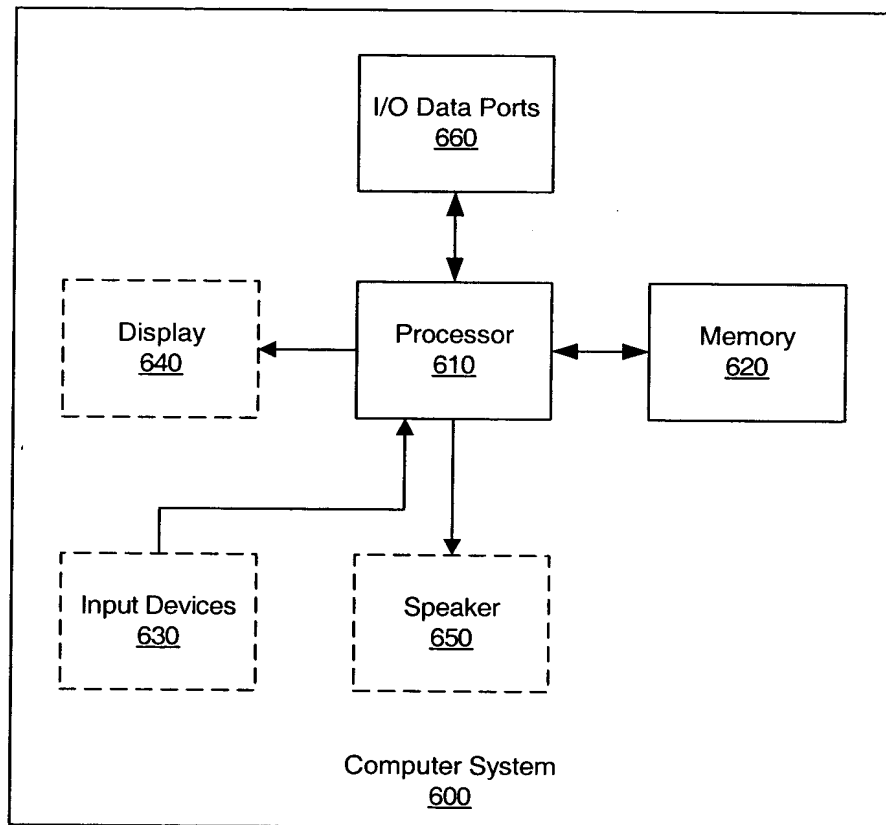 I/O Data Ports
660
Display
640
Processor
610
Memory
620
Input Devices
630
Speaker
650
Computer System
600